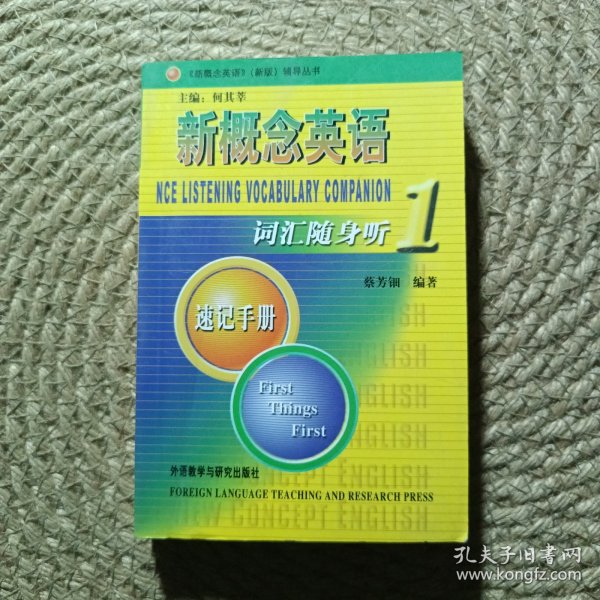 《新概念英语》（新版）辅导丛书
主编：何其莘
新概念英语
NCE LISTENING VOCABULARY COMPANION
1
词汇随身听
蔡芳钿 编著
速记手册
First
Things
First
外语教学与研究出版社
FOREIGN LANGUAGE TEACHING AND RESEARCH PRESS
NEW CONCEPT ENGLISH
孔夫子旧书网
www.kongfz.com